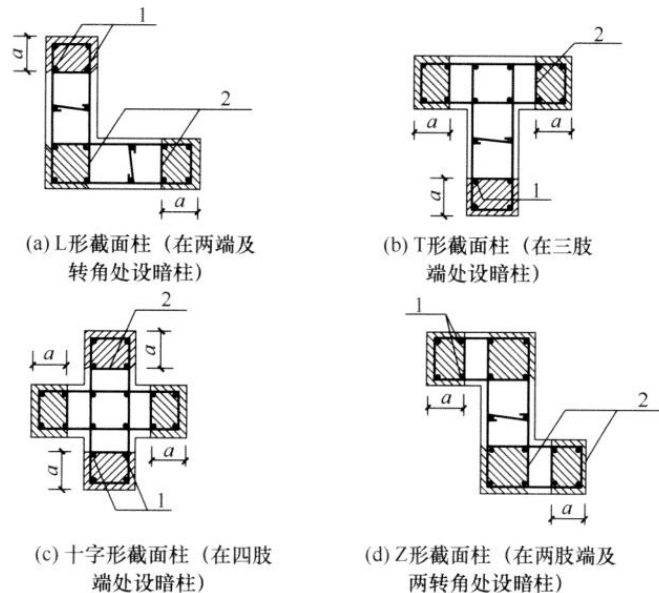 1
a
2
a
(a) L形截面柱（在两端及
转角处设暗柱）
2
a
a
a
1
(b) T形截面柱（在三肢
端处设暗柱）
2
a
a
a
a
1
(c) 十字形截面柱（在四肢
端处设暗柱）
1
a
2
a
(d) Z形截面柱（在两肢端及
两转角处设暗柱）